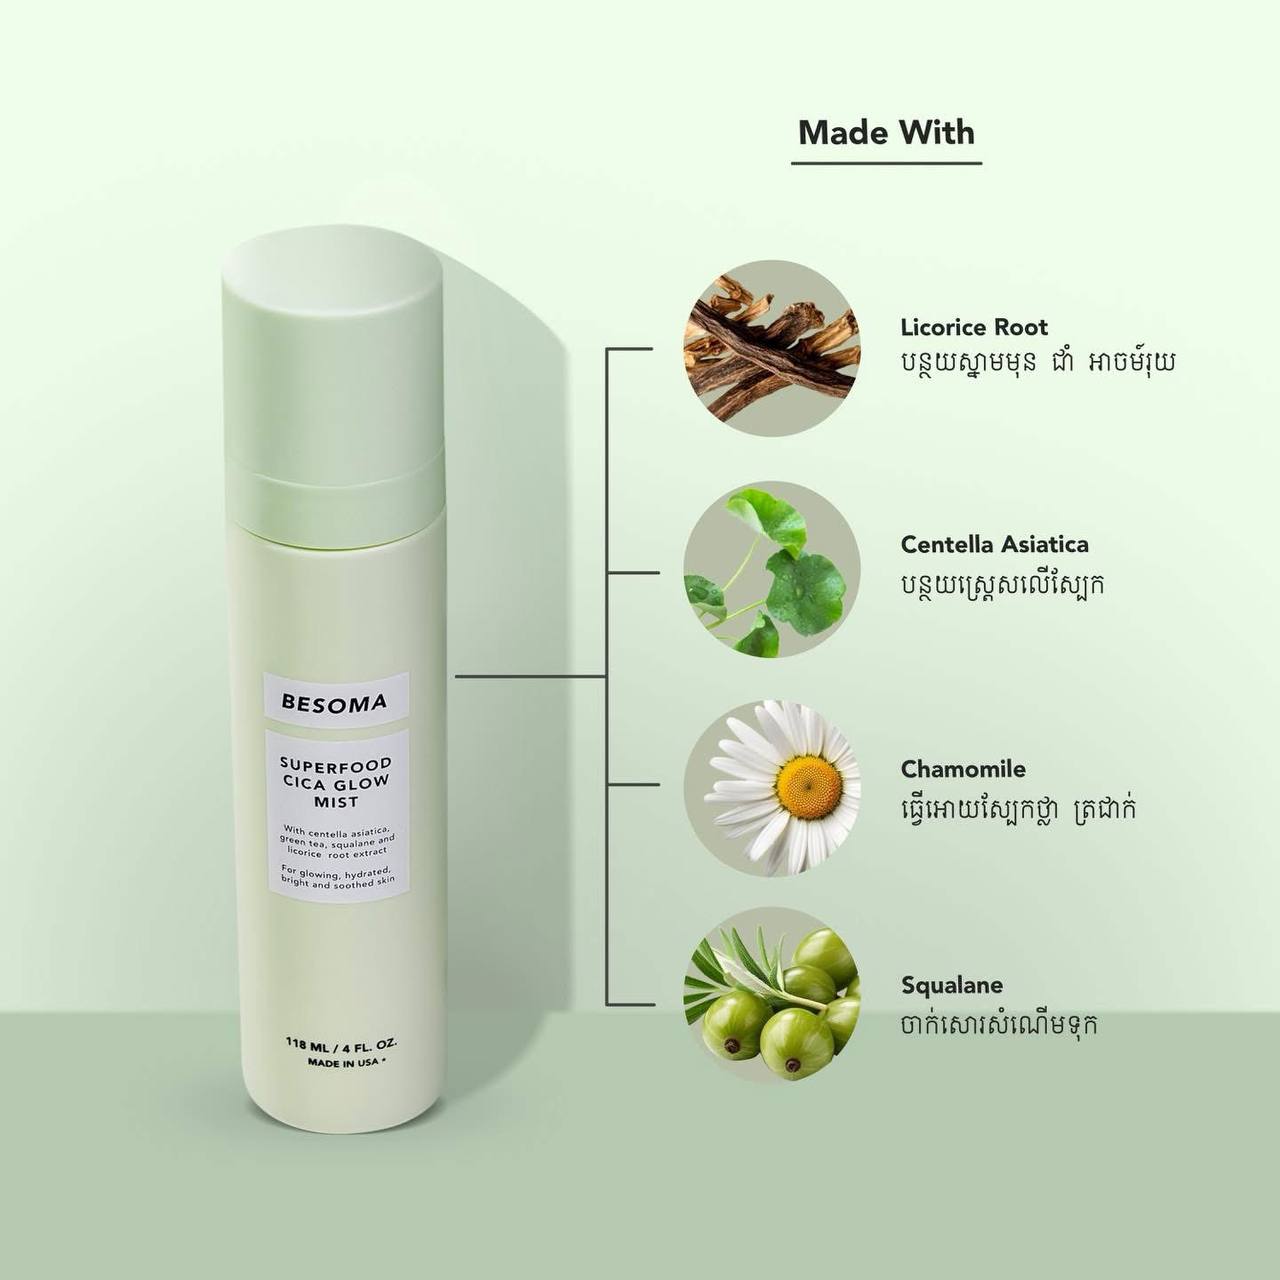 Made With
Licorice Root
បន្ថយស្នាមមុន ជាំ អាចម៍រុយ
Centella Asiatica
បន្ថយស្ត្រេសលើស្បែក
Chamomile
ធ្វើអោយស្បែកថ្លា ត្រជាក់
Squalane
ចាក់សោរសំណើមទុក
BESOMA
SUPERFOOD
CICA GLOW
MIST
With centella asiatica,
green tea, squalane and
licorice root extract
For glowing, hydrated,
bright and soothed skin
118 ML / 4 FL. OZ.
MADE IN USA *